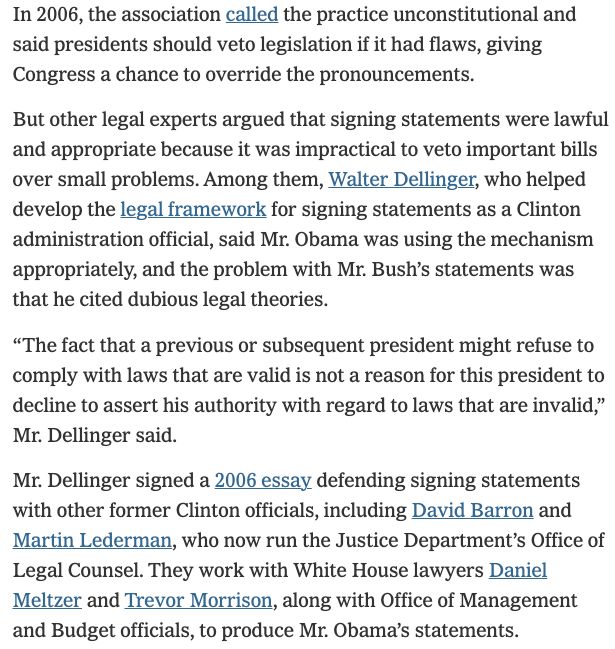 In 2006, the association called the practice unconstitutional and
said presidents should veto legislation if it had flaws, giving
Congress a chance to override the pronouncements.
But other legal experts argued that signing statements were lawful
and appropriate because it was impractical to veto important bills
over small problems. Among them, Walter Dellinger, who helped
develop the legal framework for signing statements as a Clinton
administration official, said Mr. Obama was using the mechanism
appropriately, and the problem with Mr. Bush’s statements was
that he cited dubious legal theories.
“The fact that a previous or subsequent president might refuse to
comply with laws that are valid is not a reason for this president to
decline to assert his authority with regard to laws that are invalid,”
Mr. Dellinger said.
Mr. Dellinger signed a 2006 essay defending signing statements
with other former Clinton officials, including David Barron and
Martin Lederman, who now run the Justice Department’s Office of
Legal Counsel. They work with White House lawyers Daniel
Meltzer and Trevor Morrison, along with Office of Management
and Budget officials, to produce Mr. Obama’s statements.